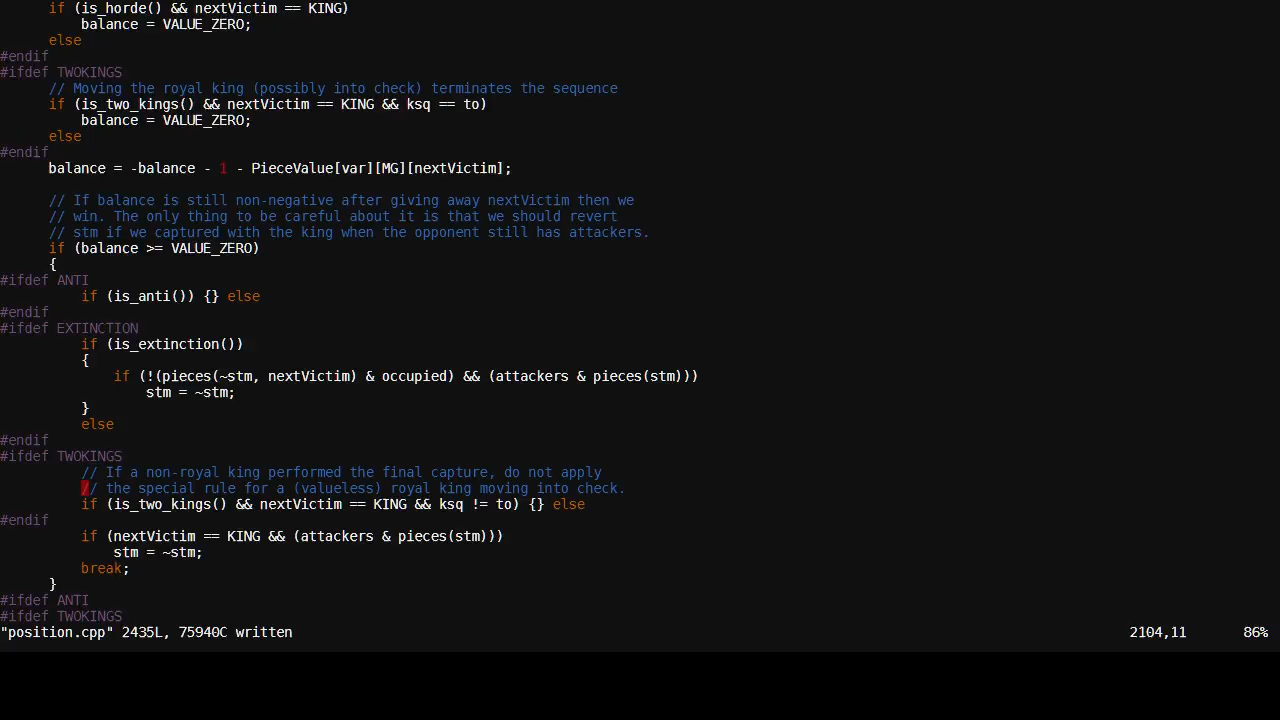 if (is_horde() && nextVictim == KING)
balance = VALUE_ZERO;
else
#endif
#ifdef TWOKINGS
// Moving the royal king (possibly into check) terminates the sequence
if (is_two_kings() && nextVictim == KING && ksq == to)
balance = VALUE_ZERO;
else
#endif
balance = -balance - 1 - PieceValue[var][MG][nextVictim];
// If balance is still non-negative after giving away nextVictim then we
// win. The only thing to be careful about it is that we should revert
// stm if we captured with the king when the opponent still has attackers.
if (balance >= VALUE_ZERO)
{
#ifdef ANTI
if (is_anti()) {} else
#endif
#ifdef EXTINCTION
if (is_extinction())
{
if (!(pieces(~stm, nextVictim) & occupied) && (attackers & pieces(stm)))
stm = ~stm;
}
else
#endif
#ifdef TWOKINGS
// If a non-royal king performed the final capture, do not apply
// the special rule for a (valueless) royal king moving into check.
if (is_two_kings() && nextVictim == KING && ksq != to) {} else
#endif
if (nextVictim == KING && (attackers & pieces(stm)))
stm = ~stm;
break;
}
#ifdef ANTI
#ifdef TWOKINGS
"position.cpp" 2435L, 75940C written 2104,11 86%